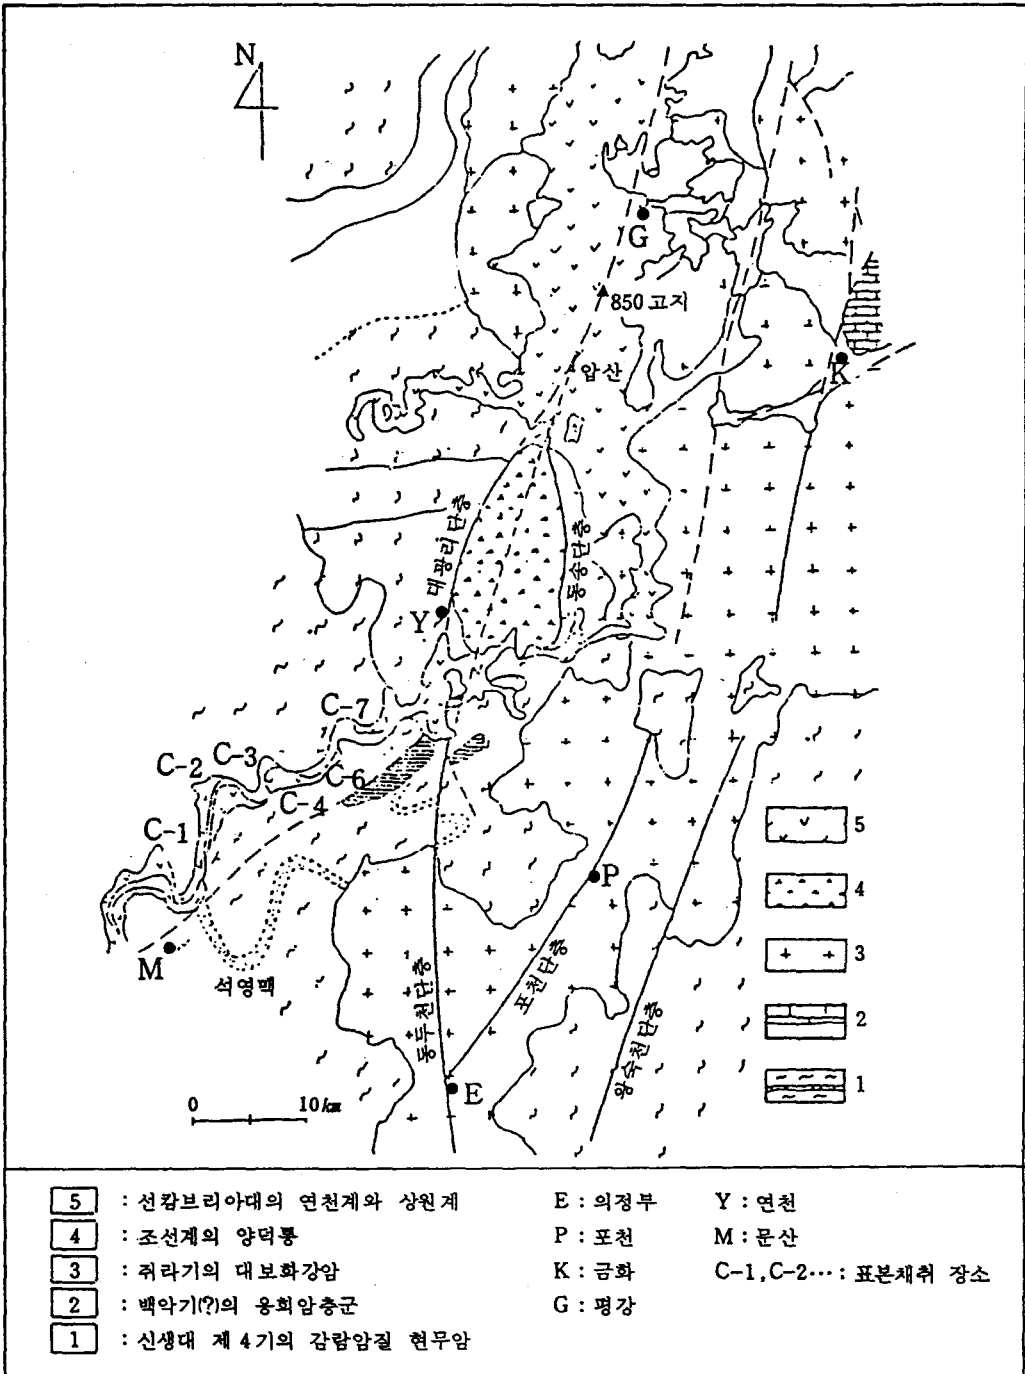 N
G
850 고지
압산
K
대광리단층
동송단층
Y
C-7
C-3
C-2
C-6
C-4
C-1
5
4
3
2
1
P
M
석영맥
동두천단층
포천단층
왕숙천단층
E
0 10㎞
5 : 선캄브리아대의 연천계와 상원계 E : 의정부 Y : 연천
4 : 조선계의 양덕통 P : 포천 M : 문산
3 : 쥐라기의 대보화강암 K : 금화 C-1, C-2… : 표본채취 장소
2 : 백악기(?)의 응회암층군 G : 평강
1 : 신생대 제4기의 감람암질 현무암